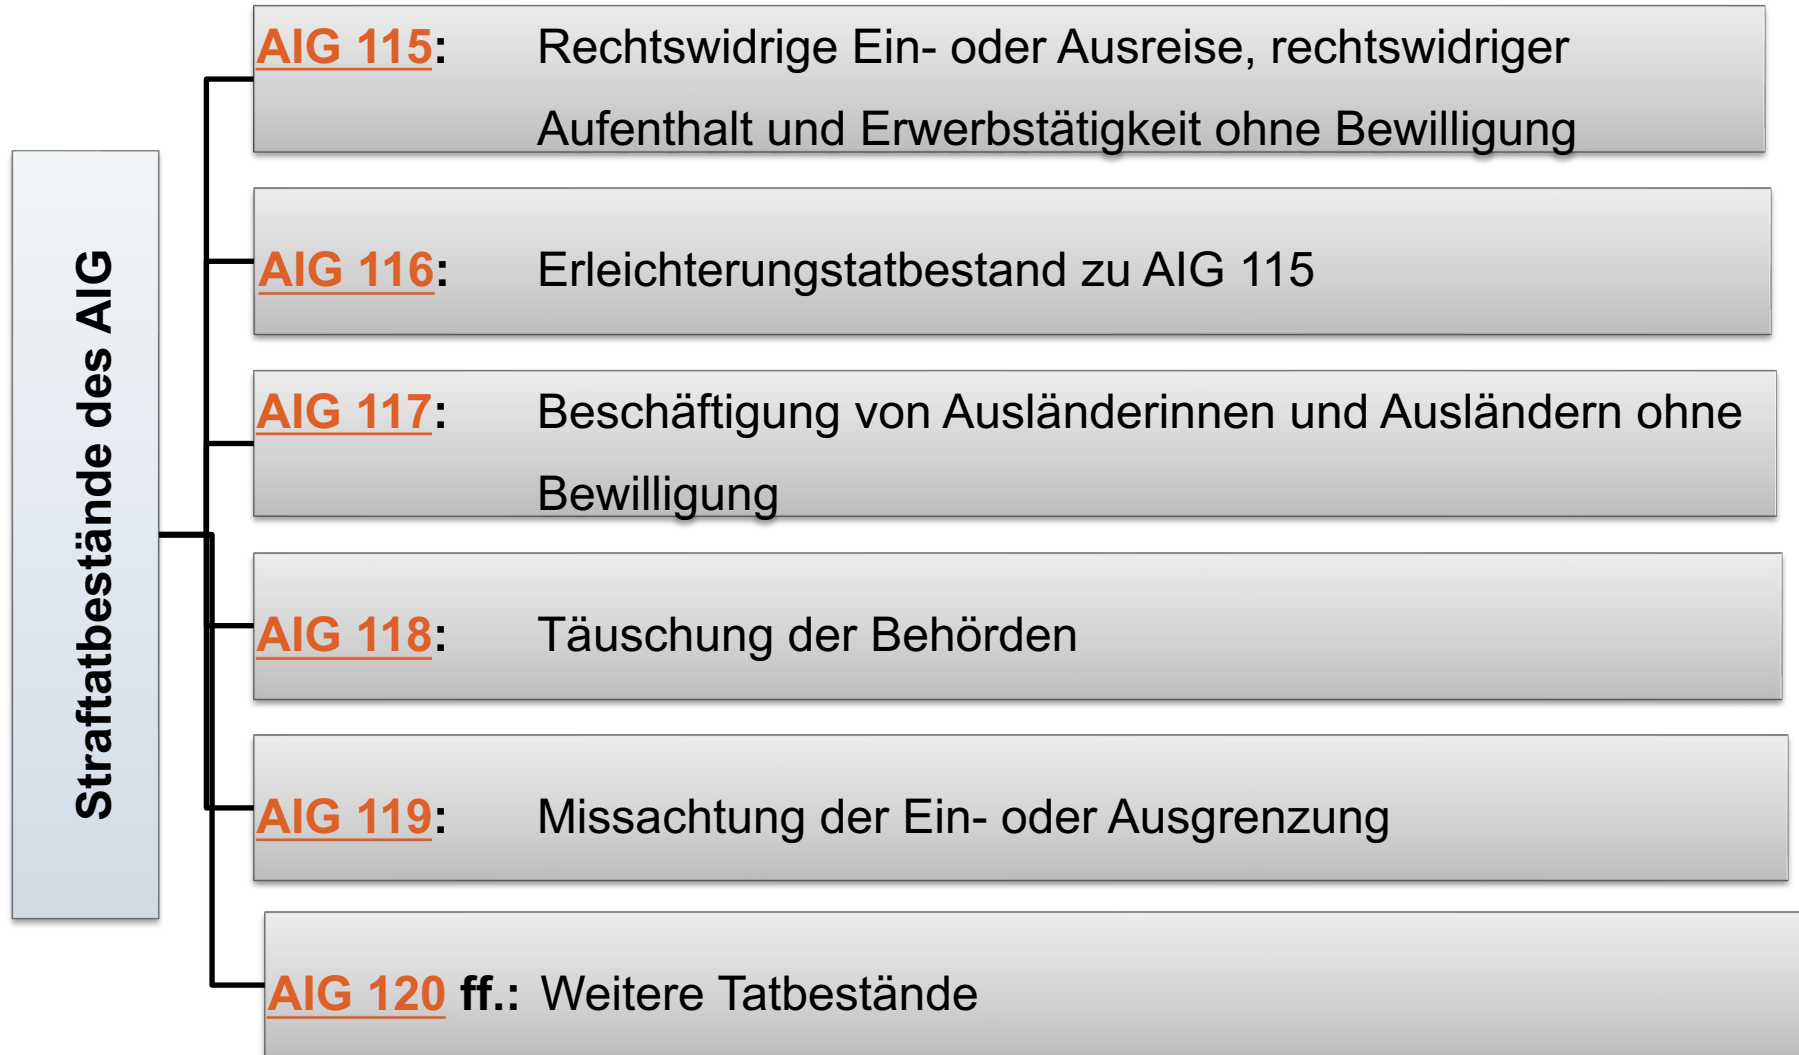 Straftatbestände des AIG
AIG 115: Rechtswidrige Ein- oder Ausreise, rechtswidriger
Aufenthalt und Erwerbstätigkeit ohne Bewilligung
AIG 116: Erleichterungstatbestand zu AIG 115
AIG 117: Beschäftigung von Ausländerinnen und Ausländern ohne
Bewilligung
AIG 118: Täuschung der Behörden
AIG 119: Missachtung der Ein- oder Ausgrenzung
AIG 120 ff.: Weitere Tatbestände